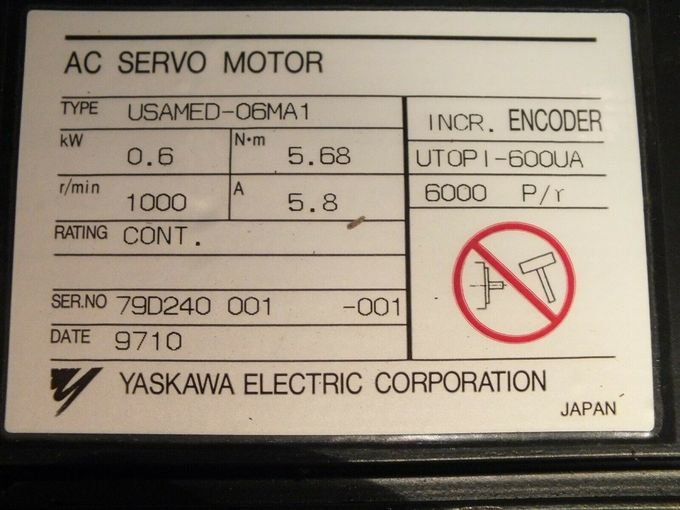 AC SERVO MOTOR
TYPE USAMED-06MA1
kW 0.6 N·m 5.68
r/min 1000 A 5.8
RATING CONT.
SER.NO 79D240 001 -001
DATE 9710
INCR. ENCODER
UTOPI-600UA
6000 P/r
YASKAWA ELECTRIC CORPORATION
JAPAN